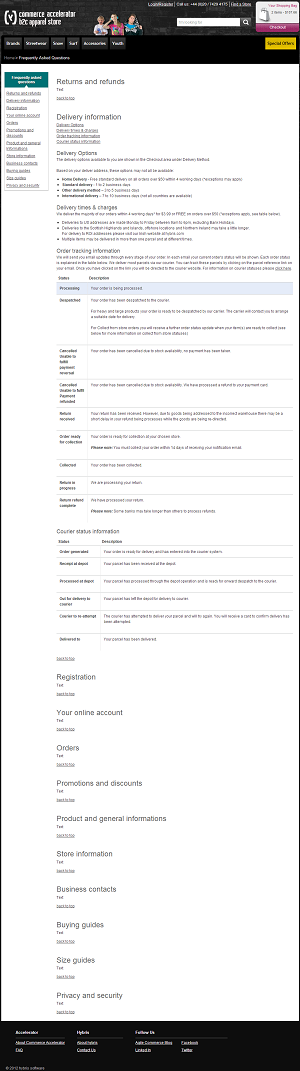 Login/Register | Call us: +44 (0)20 / 7429 4175 | Find a Store
Your Shopping Bag
commerce accelerator
b2c apparel store
I'm looking for
Checkout
Brands Streetwear Snow Surf Accessories Youth Special Offers
Home > Frequently Asked Questions
Frequently asked
questions
Returns and refunds
Delivery information
Registration
Your online account
Orders
Promotions and
discounts
Product and general
informations
Store information
Business contacts
Buying guides
Size guides
Privacy and security
Returns and refunds
Text
back to top
Delivery information
Delivery Options
Delivery times & charges
Order tracking information
Courier status information
Delivery Options
The delivery options available to you are shown in the Checkout area under Delivery Method.
Based on your deliver address, these options may not all be available:
Home Delivery - Free standard delivery on all orders over $50 within 4 working days (*exceptions may apply)
Standard delivery - 1 to 2 business days
Other delivery method - 3 to 5 business days
International delivery - 7 to 10 business days (not all countries are available)
Delivery times & charges
We deliver the majority of our orders within 4 working days* for $3.99 or FREE on orders over $50 (*exceptions apply, see table below).
Deliveries to US addresses are made Monday to Friday between 8am to 6pm, excluding Bank Holidays.
Deliveries to the Scottish Highlands and Islands, offshore locations and Northern Ireland may take a little longer.
For delivery to ROI addresses please visit our Irish website at hybris.com
Multiple items may be delivered in more than one parcel and at different times.
Order tracking information
We will send you email updates through every stage of your order. In each email your current order's status will be shown. Each order status
is explained in the table below. We deliver most parcels via our courier. You can track these parcels by clicking on the parcel reference link on
your email. Once you have clicked on the link you will be directed to the courier website. For information on courier statuses please click here
Status Description
Processing Your order is being processed.
Despatched Your order has been despatched to the courier.
For heavy and large products your order is ready to be despatched by our carrier. The carrier will contact you to arrange
a suitable date for delivery.
For Collect from store orders you will receive a further order status update when your item(s) are ready to collect (see
below for more information on collect from store statuses)
Cancelled Your order has been cancelled due to stock availability, no payment has been taken.
Unable to
fulfil
payment
reversal
Cancelled Your order has been cancelled due to stock availability. We have processed a refund to your payment card.
Unable to fulfil
Payment
refunded
Return Your return has been received. However, due to goods being addressed to the incorrect warehouse there may be a
received short delay in your refund being processes while the goods are being re-directed.
Order ready Your order is ready for collection at your chosen store.
for collection
Please note: You must collect your order within 14 days of receiving your notification email.
Collected Your order has been collected.
Return in We are processing your return.
progress
Return refund We have processed your return.
complete
Please note: Some banks may take longer than others to process refunds.
Courier status information
Status Description
Order generated Your order is ready for delivery and has entered into the courier system.
Receipt at depot Your parcel has been received at the depot.
Processed at depot Your parcel has processed through the depot operation and is ready for onward despatch to the courier.
Out for delivery to Your parcel has left the depot for delivery to courier.
courier
Courier to re-attempt The courier has attempted to deliver your parcel and will try again. You will receive a card to confirm delivery has
been attempted.
Delivered to Your parcel has been delivered.
back to top
Registration
Text
back to top
Your online account
Text
back to top
Orders
Text
back to top
Promotions and discounts
Text
back to top
Product and general informations
Text
back to top
Store information
Text
back to top
Business contacts
Text
back to top
Buying guides
Text
back to top
Size guides
Text
back to top
Privacy and security
Text
back to top
Accelerator Hybris Follow Us
About Commerce Accelerator About hybris Agile Commerce Blog Facebook
FAQ Contact Us Linked In Twitter
© 2012 hybris software